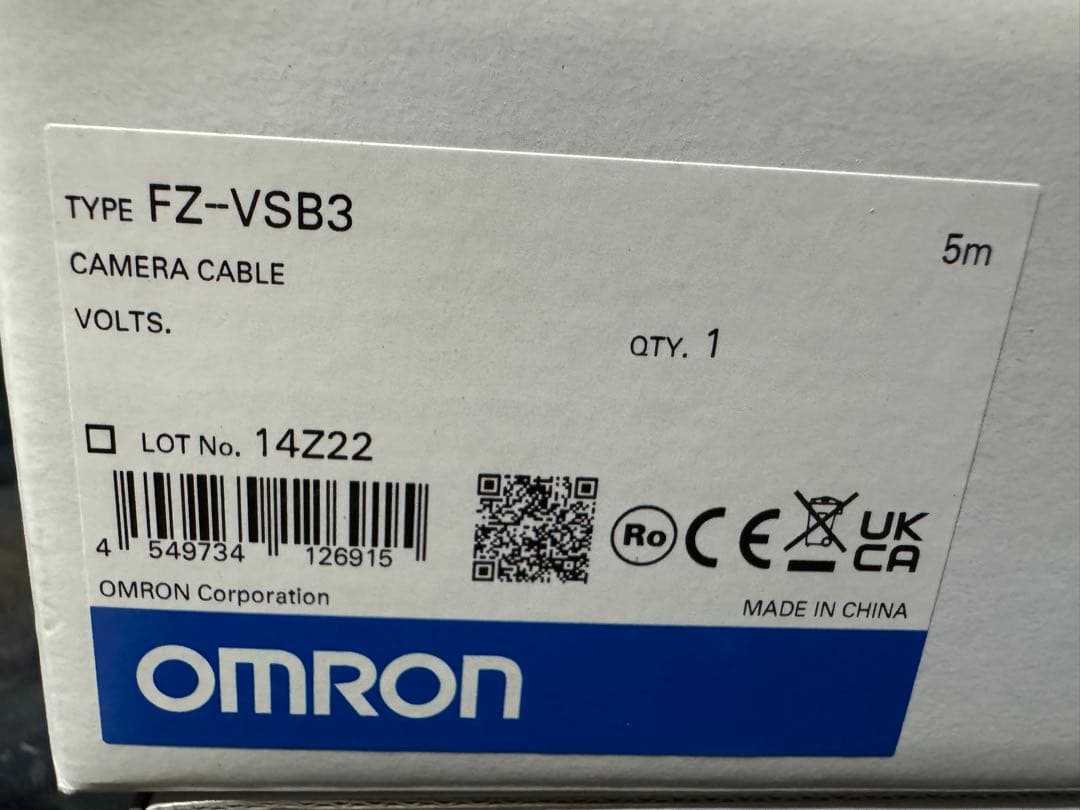 TYPE FZ-VSB3
5m
CAMERA CABLE
VOLTS.
QTY. 1
LOT No. 14Z22
4 549734 126915
Ro CE UK
CA
OMRON Corporation
MADE IN CHINA
OMRON